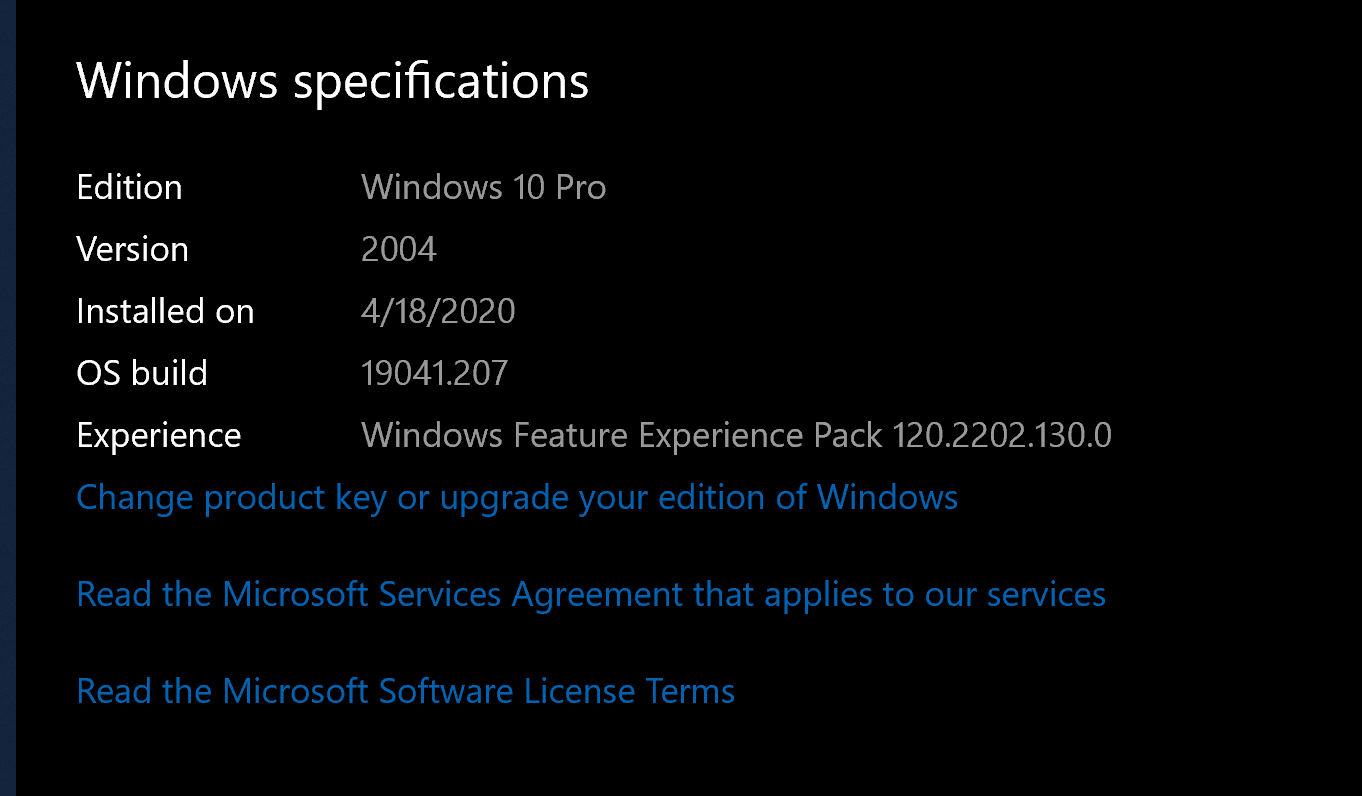 Windows specifications
Edition Windows 10 Pro
Version 2004
Installed on 4/18/2020
OS build 19041.207
Experience Windows Feature Experience Pack 120.2202.130.0
Change product key or upgrade your edition of Windows
Read the Microsoft Services Agreement that applies to our services
Read the Microsoft Software License Terms